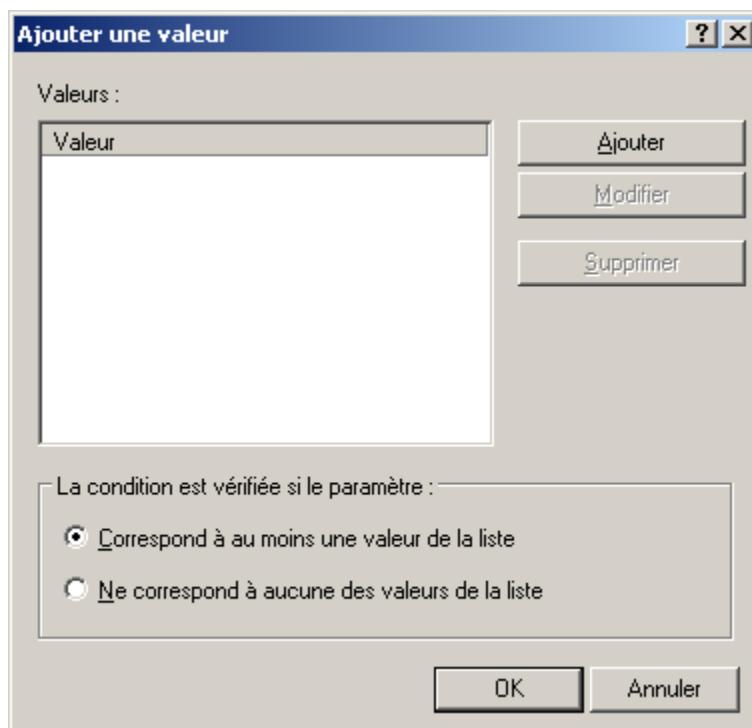 Ajouter une valeur
Valeurs :
Valeur
Ajouter
Modifier
Supprimer
La condition est vérifiée si le paramètre :
Correspond à au moins une valeur de la liste
Ne correspond à aucune des valeurs de la liste
OK
Annuler